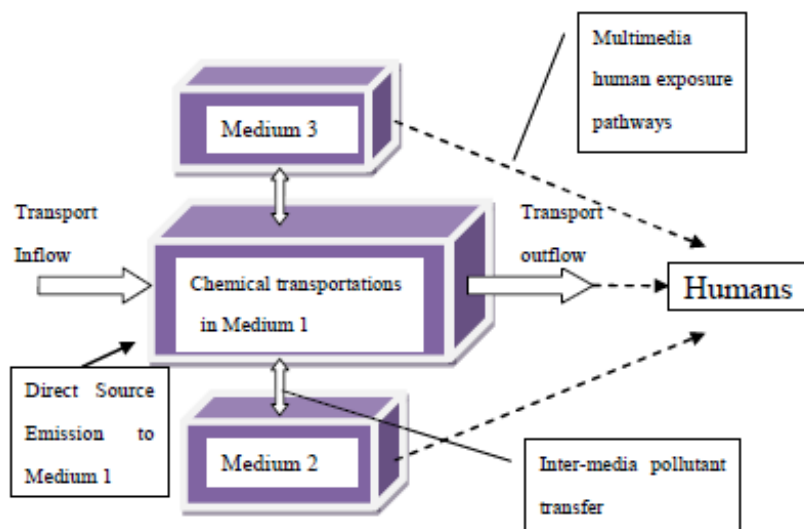 Multimedia
human exposure
pathways
Medium 3
Transport
Inflow
Transport
outflow
Chemical transportations
in Medium 1
Humans
Direct Source
Emission to
Medium 1
Medium 2
Inter-media pollutant
transfer